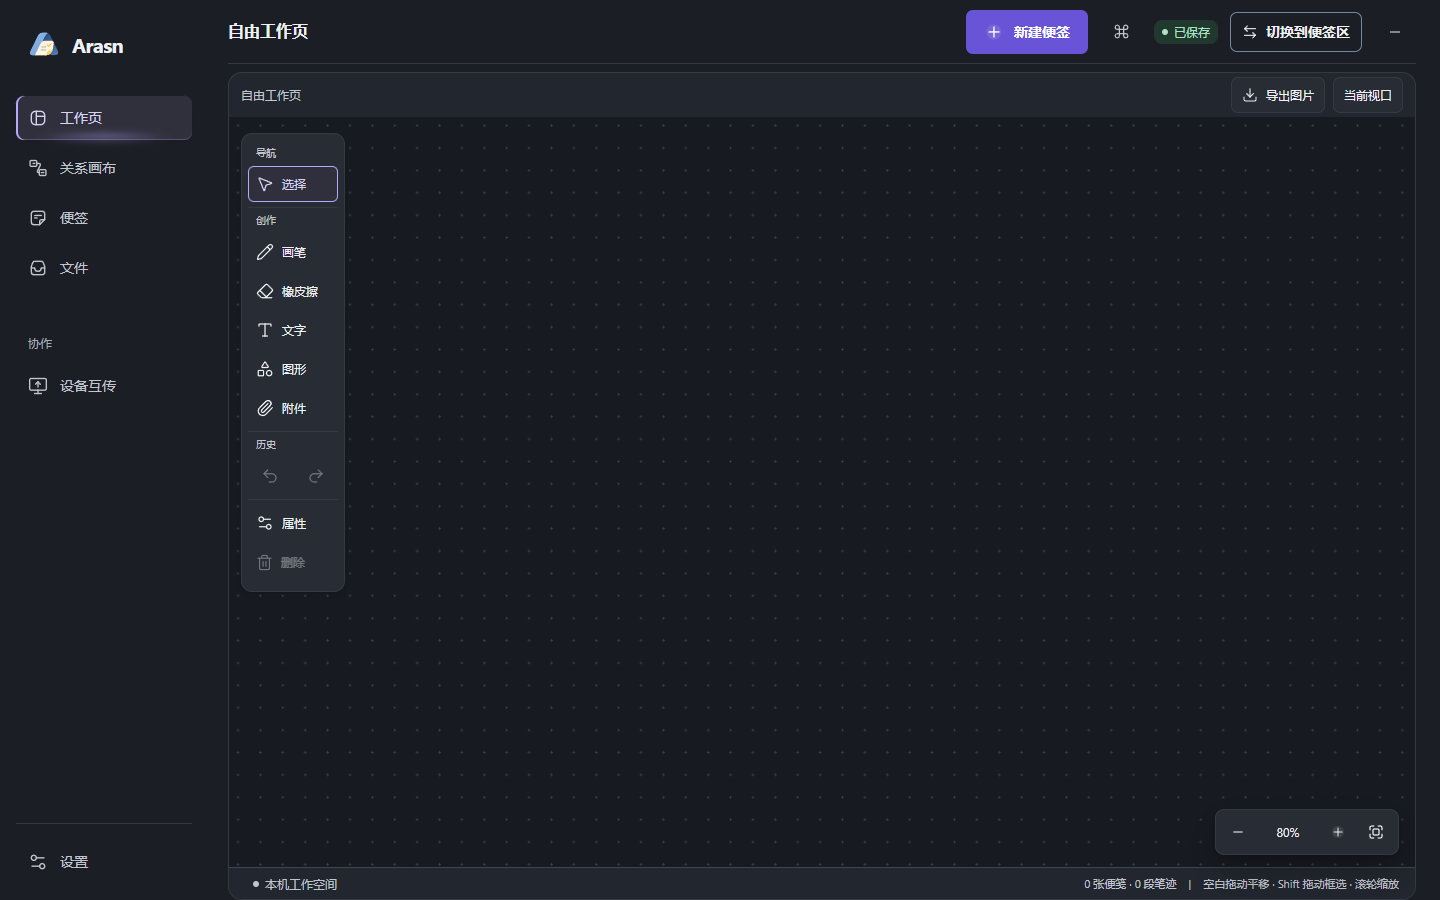 Arasn
工作页
关系画布
便签
文件
协作
设备互传
设置
自由工作页
新建便签
已保存
切换到便签区
自由工作页
导出图片
当前视口
导航
选择
创作
画笔
橡皮擦
文字
图形
附件
历史
属性
删除
80%
本机工作空间
0 张便笺 · 0 段笔迹 | 空白拖动平移 · Shift 拖动框选 · 滚轮缩放